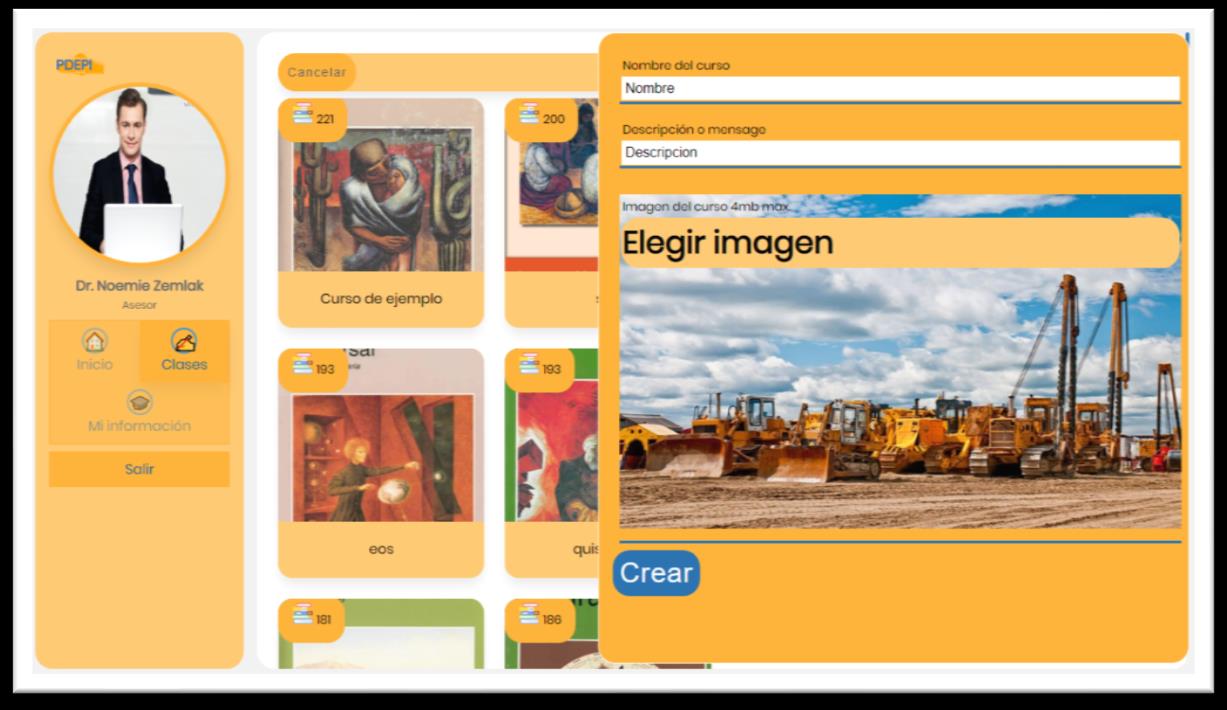 PDEPI
Dr. Noemie Zemlak
Asesor
Inicio
Clases
Mi información
Salir
Cancelar
221
200
Curso de ejemplo
193
193
eos
181
186
Nombre del curso
Nombre
Descripción o mensage
Descripcion
Imagen del curso 4mb max.
Elegir imagen
Crear